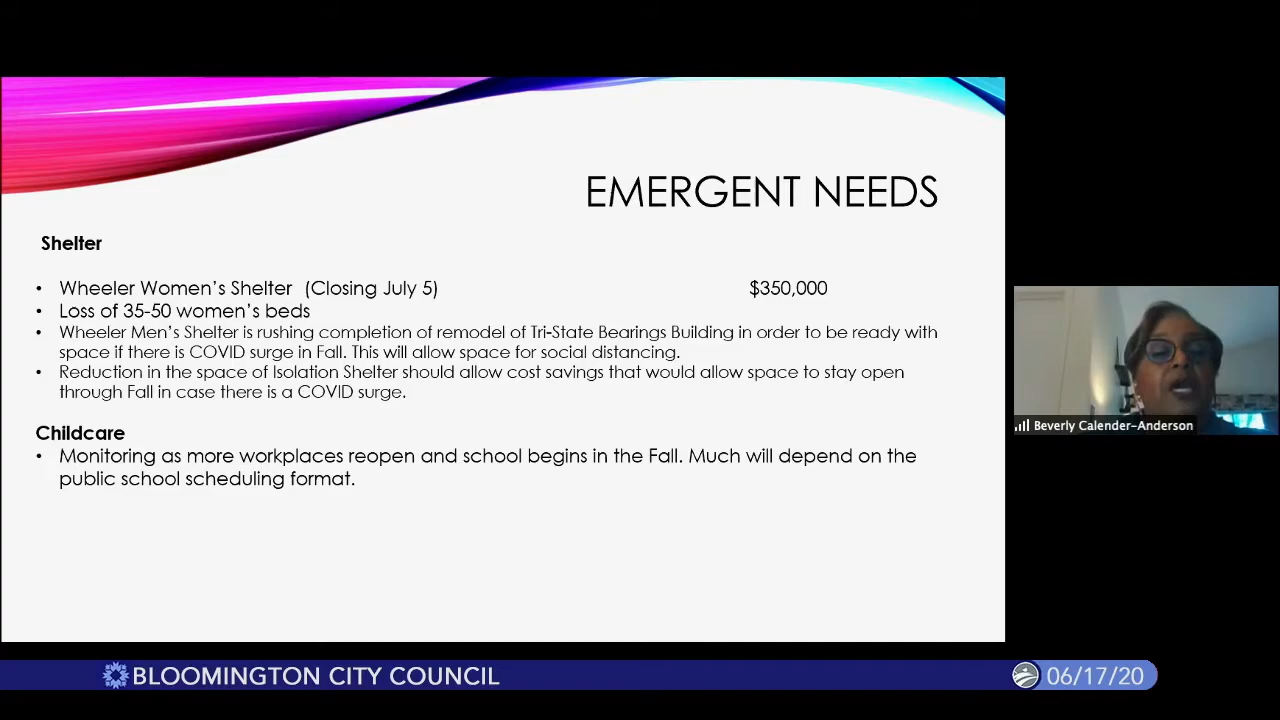 EMERGENT NEEDS
Shelter
• Wheeler Women's Shelter (Closing July 5) $350,000
• Loss of 35-50 women's beds
• Wheeler Men's Shelter is rushing completion of remodel of Tri-State Bearings Building in order to be ready with
space if there is COVID surge in Fall. This will allow space for social distancing.
• Reduction in the space of Isolation Shelter should allow cost savings that would allow space to stay open
through Fall in case there is a COVID surge.
Childcare
• Monitoring as more workplaces reopen and school begins in the Fall. Much will depend on the
public school scheduling format.
Beverly Calender-Anderson
BLOOMINGTON CITY COUNCIL
06/17/20